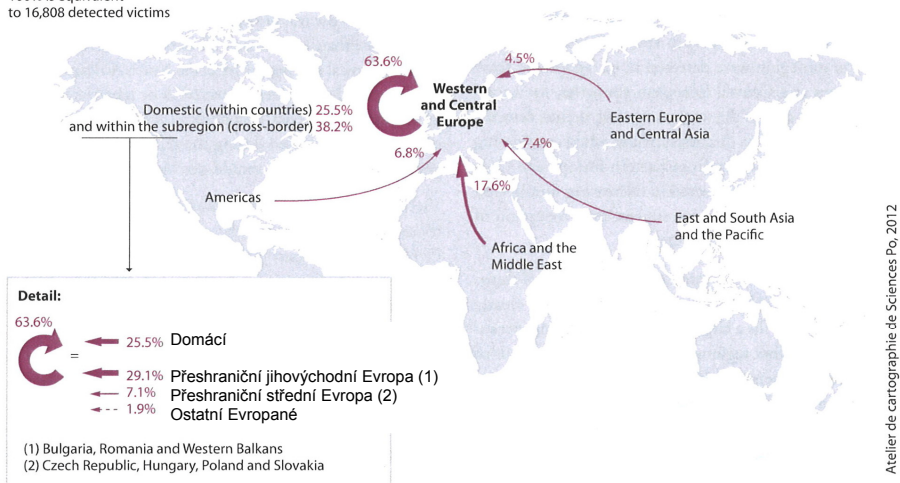 to 16,808 detected victims
63.6%
4.5%
Western
and Central
Europe
Domestic (within countries) 25.5%
and within the subregion (cross-border) 38.2%
Eastern Europe
and Central Asia
6.8%
7.4%
17.6%
Americas
East and South Asia
and the Pacific
Africa and the
Middle East
Detail:
63.6%
=
25.5% Domácí
29.1% Přeshraniční jihovýchodní Evropa (1)
7.1% Přeshraniční střední Evropa (2)
1.9% Ostatní Evropané
(1) Bulgaria, Romania and Western Balkans
(2) Czech Republic, Hungary, Poland and Slovakia
Atelier de cartographie de Sciences Po, 2012